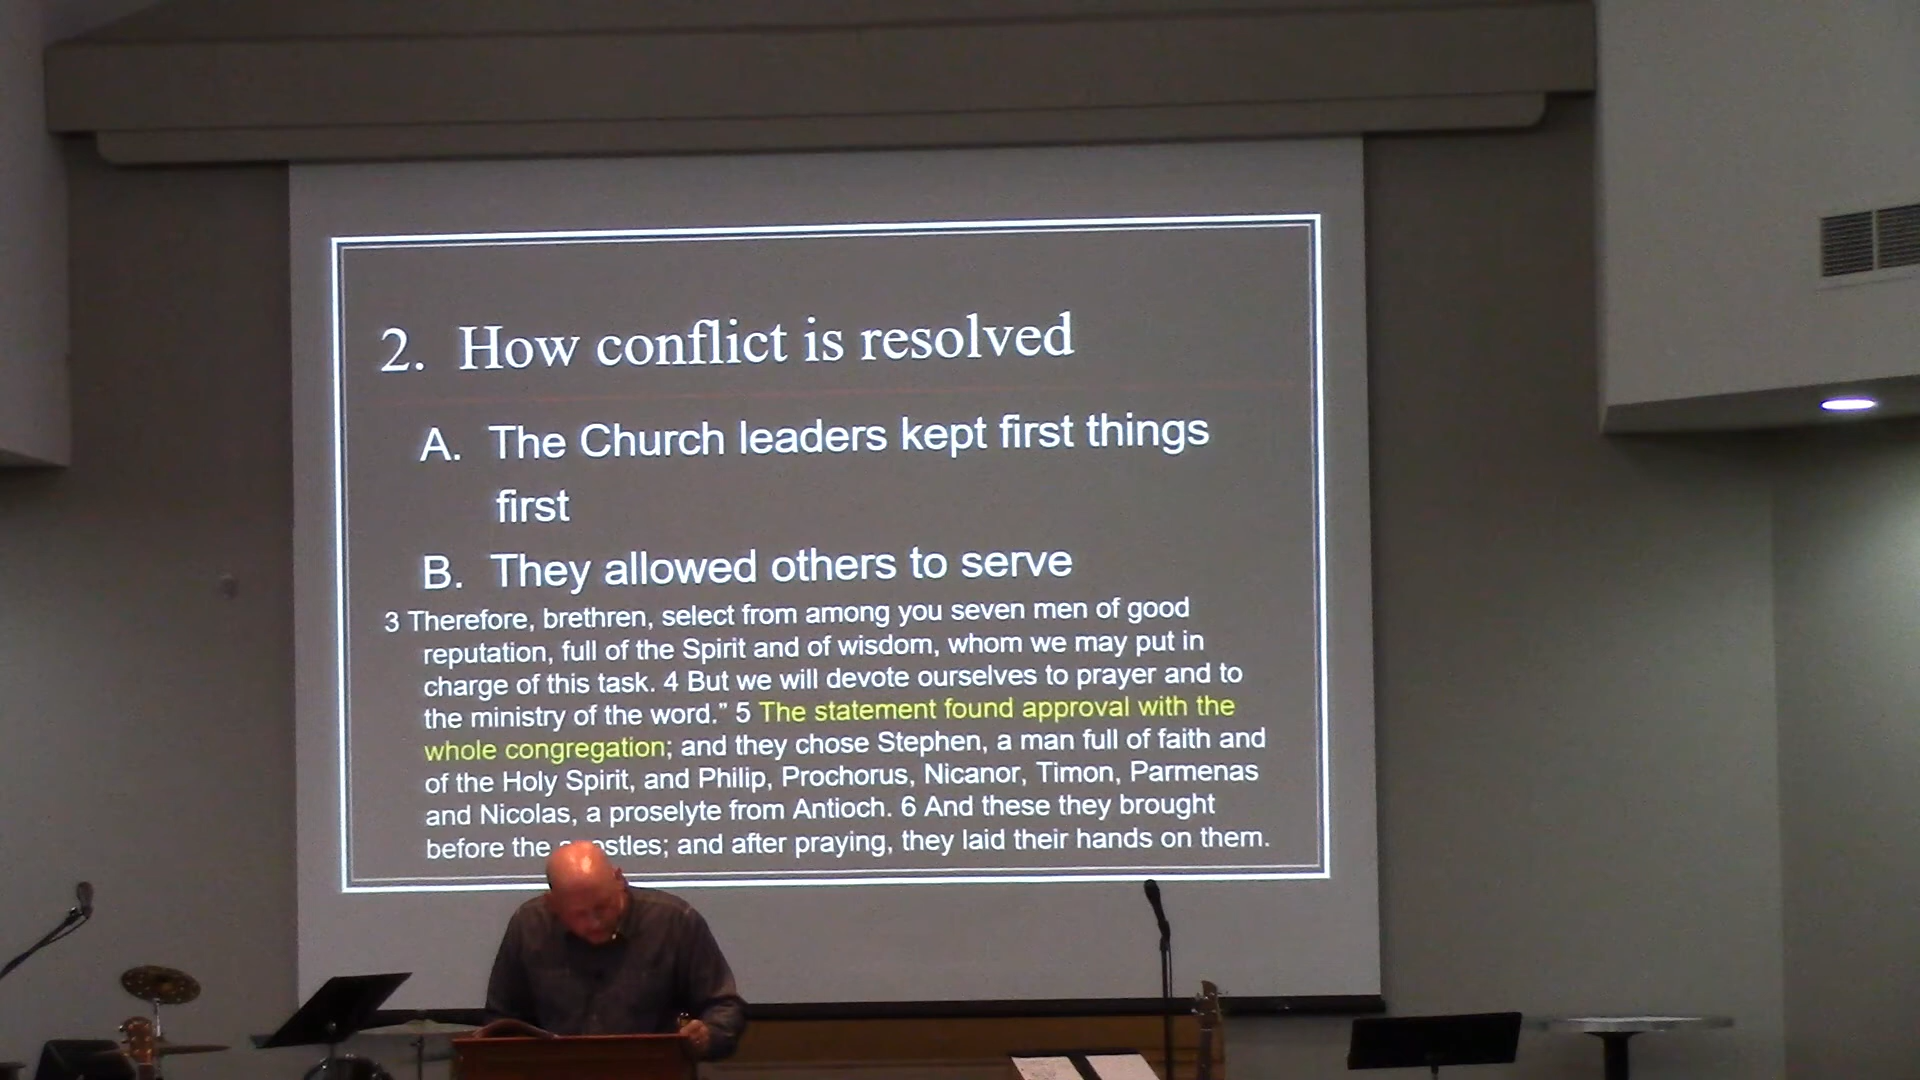 2. How conflict is resolved
A. The Church leaders kept first things
first
B. They allowed others to serve
3 Therefore, brethren, select from among you seven men of good
reputation, full of the Spirit and of wisdom, whom we may put in
charge of this task. 4 But we will devote ourselves to prayer and to
the ministry of the word.” 5 The statement found approval with the
whole congregation; and they chose Stephen, a man full of faith and
of the Holy Spirit, and Philip, Prochorus, Nicanor, Timon, Parmenas
and Nicolas, a proselyte from Antioch. 6 And these they brought
before the apostles; and after praying, they laid their hands on them.